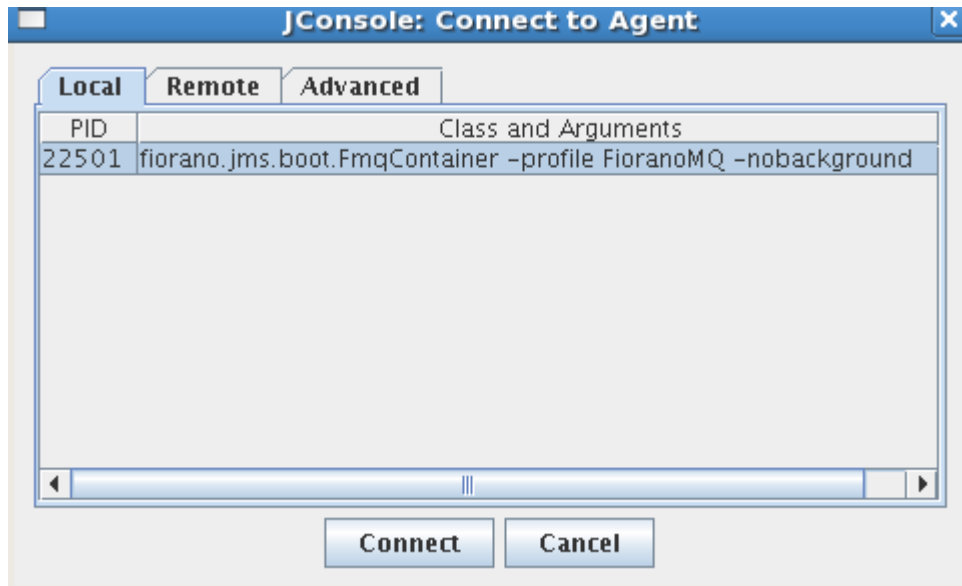 JConsole: Connect to Agent
Local Remote Advanced
PID Class and Arguments
22501 fiorano.jms.boot.FmqContainer -profile FioranoMQ -nobackground
Connect Cancel